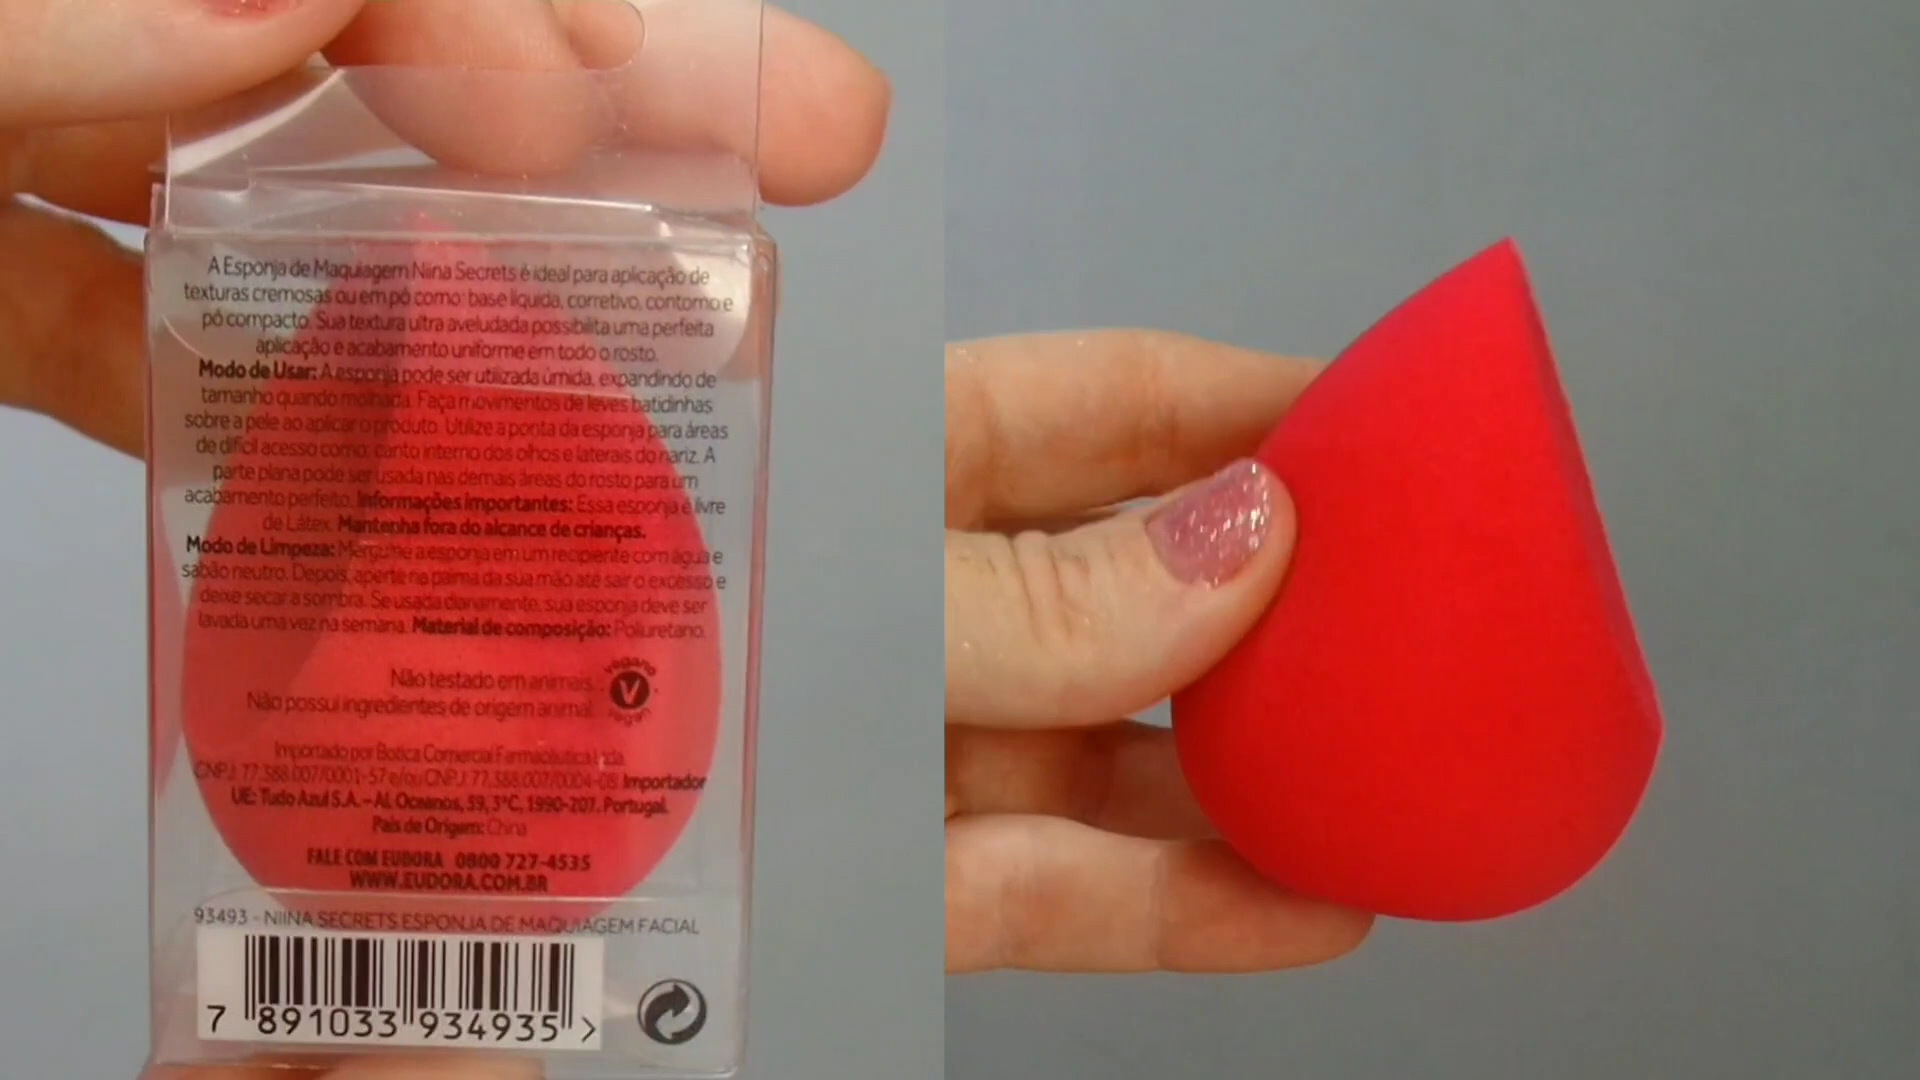 A Esponja de Maquiagem Niina Secrets é ideal para aplicação de
texturas cremosas ou em pó como: base líquida, corretivo, contorno e
pó compacto. Sua textura ultra aveludada possibilita uma perfeita
aplicação e acabamento uniforme em todo o rosto.
Modo de Usar: A esponja pode ser utilizada úmida, expandindo de
tamanho quando molhada. Faça movimentos de leves batidinhas
sobre a pele ao aplicar o produto. Utilize a ponta da esponja para áreas
de difícil acesso como: canto interno dos olhos e laterais do nariz. A
parte plana pode ser usada nas demais áreas do rosto para um
acabamento perfeito. Informações importantes: Essa esponja é livre
de Látex. Mantenha fora do alcance de crianças.
Modo de Limpeza: Mergulhe a esponja em um recipiente com água e
sabão neutro. Depois, aperte na palma da sua mão até sair o excesso e
deixe secar a sombra. Se usada diariamente, sua esponja deve ser
lavada uma vez na semana. Material de composição: Poliuretano.
Não testado em animais.
Não possui ingredientes de origem animal.
vegano
V
vegan
Importado por Botica Comercial Farmacêutica Ltda.
CNPJ: 77.388.007/0001-57 e/ou CNPJ: 77.388.007/0004-08. Importador
UE: Tudo Azul S.A. – Al. Oceanos, 59, 3ºC, 1990-207. Portugal.
País de Origem: China
FALE COM EUDORA 0800 727-4535
WWW.EUDORA.COM.BR
93493 - NIINA SECRETS ESPONJA DE MAQUIAGEM FACIAL
7 891033 934935 >